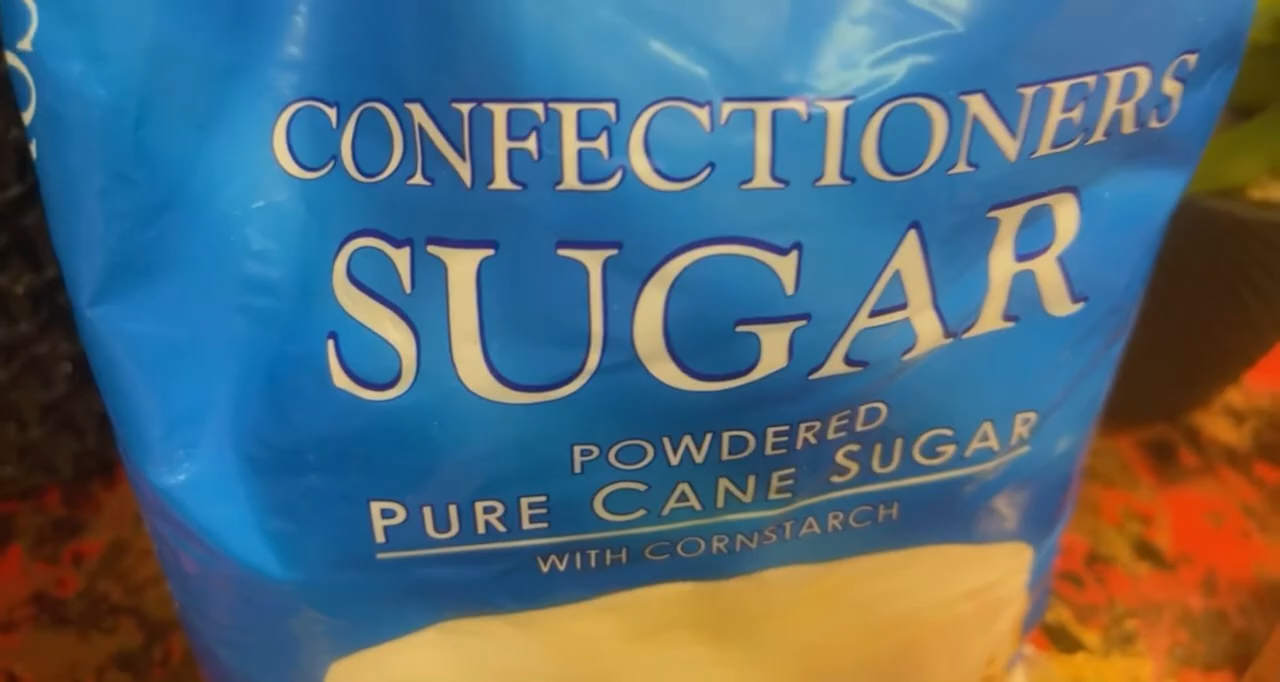 CONFECTIONERS
SUGAR
POWDERED
PURE CANE SUGAR
WITH CORNSTARCH